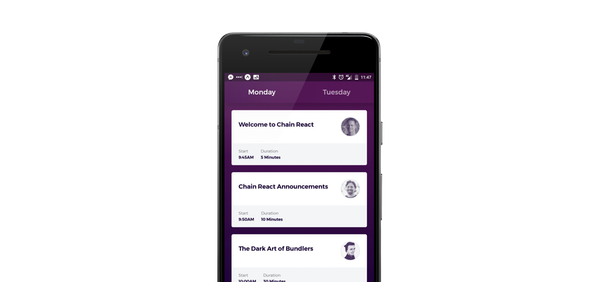 11:47
Monday Tuesday
Welcome to Chain React
Start Duration
9:45AM 5 Minutes
Chain React Announcements
Start Duration
9:50AM 10 Minutes
The Dark Art of Bundlers
Start Duration
10:00AM 30 Minutes